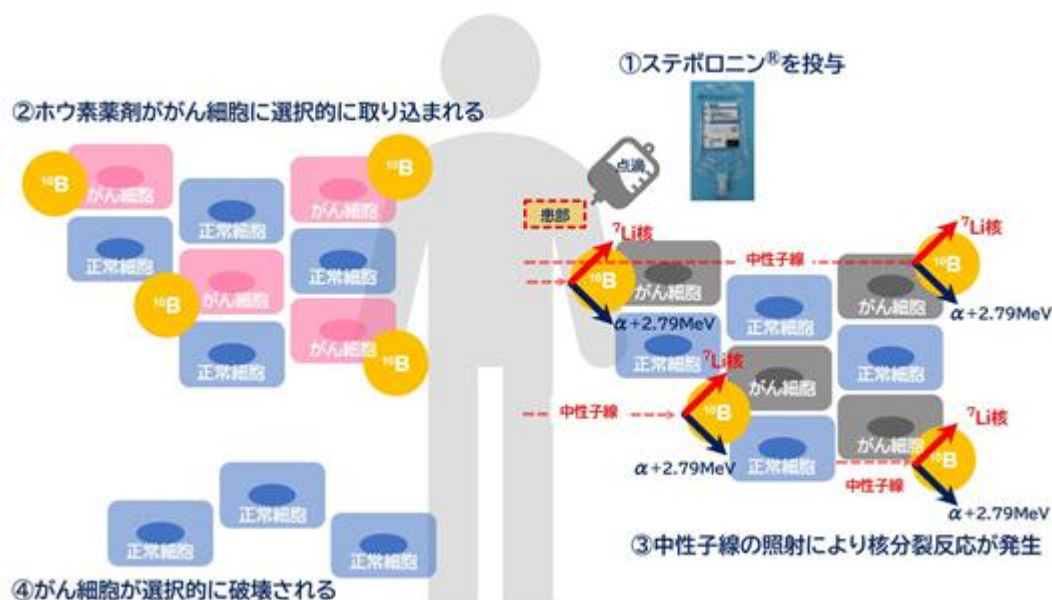 ①ステボロニン®を投与
②ホウ素薬剤ががん細胞に選択的に取り込まれる
点滴
患部
¹⁰B
がん細胞
¹⁰B
がん細胞
正常細胞
正常細胞
正常細胞
¹⁰B
がん細胞
正常細胞
がん細胞
¹⁰B
⁷Li核
中性子線
⁷Li核
¹⁰B
がん細胞
がん細胞
¹⁰B
α+2.79MeV
正常細胞
α+2.79MeV
正常細胞
⁷Li核
がん細胞
正常細胞
中性子線
¹⁰B
⁷Li核
がん細胞
α+2.79MeV
正常細胞
¹⁰B
中性子線
α+2.79MeV
③中性子線の照射により核分裂反応が発生
正常細胞
正常細胞
正常細胞
④がん細胞が選択的に破壊される